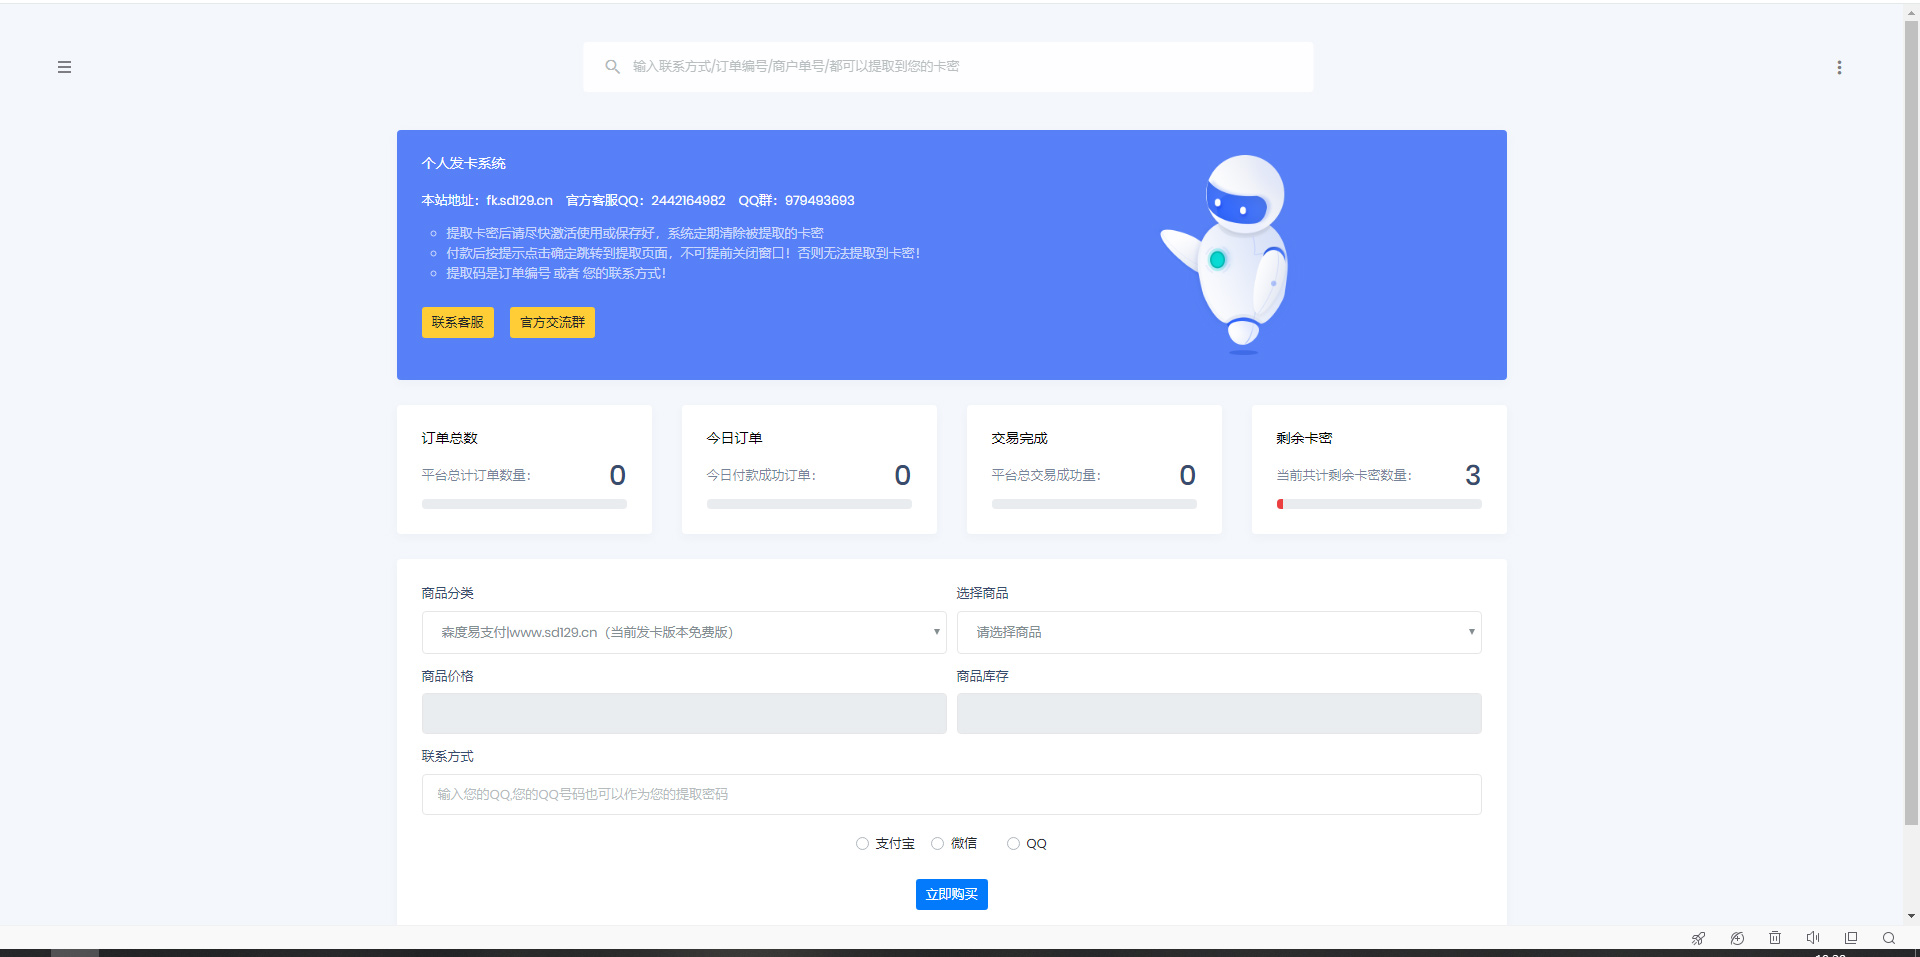 输入联系方式/订单编号/商户单号/都可以提取到您的卡密
个人发卡系统
本站地址：fk.sd129.cn 官方客服QQ：2442164982 QQ群：979493693
提取卡密后请尽快激活使用或保存好，系统定期清除被提取的卡密
付款后按提示点击确定跳转到提取页面，不可提前关闭窗口！否则无法提取到卡密！
提取码是订单编号 或者 您的联系方式！
联系客服 官方交流群
订单总数 今日订单 交易完成 剩余卡密
平台总计订单数量： 0 今日付款成功订单： 0 平台总交易成功量： 0 当前共计剩余卡密数量： 3
商品分类 选择商品
森度易支付|www.sd129.cn（当前发卡版本免费版） 请选择商品
商品价格 商品库存
联系方式
输入您的QQ,您的QQ号码也可以作为您的提取密码
支付宝 微信 QQ
立即购买